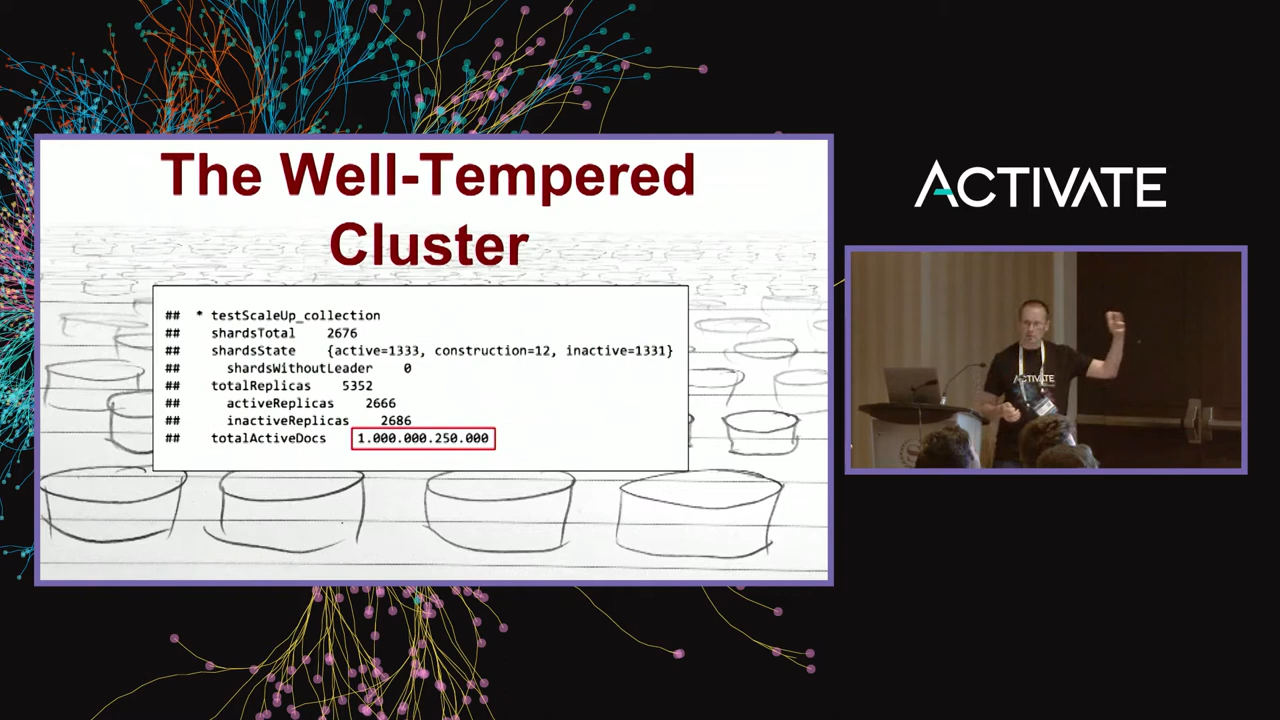 The Well-Tempered
Cluster
## * testScaleUp_collection
## shardsTotal 2676
## shardsState {active=1333, construction=12, inactive=1331}
## shardsWithoutLeader 0
## totalReplicas 5352
## activeReplicas 2666
## inactiveReplicas 2686
## totalActiveDocs 1.000.000.250.000
ACTIVATE
ACTIVATE